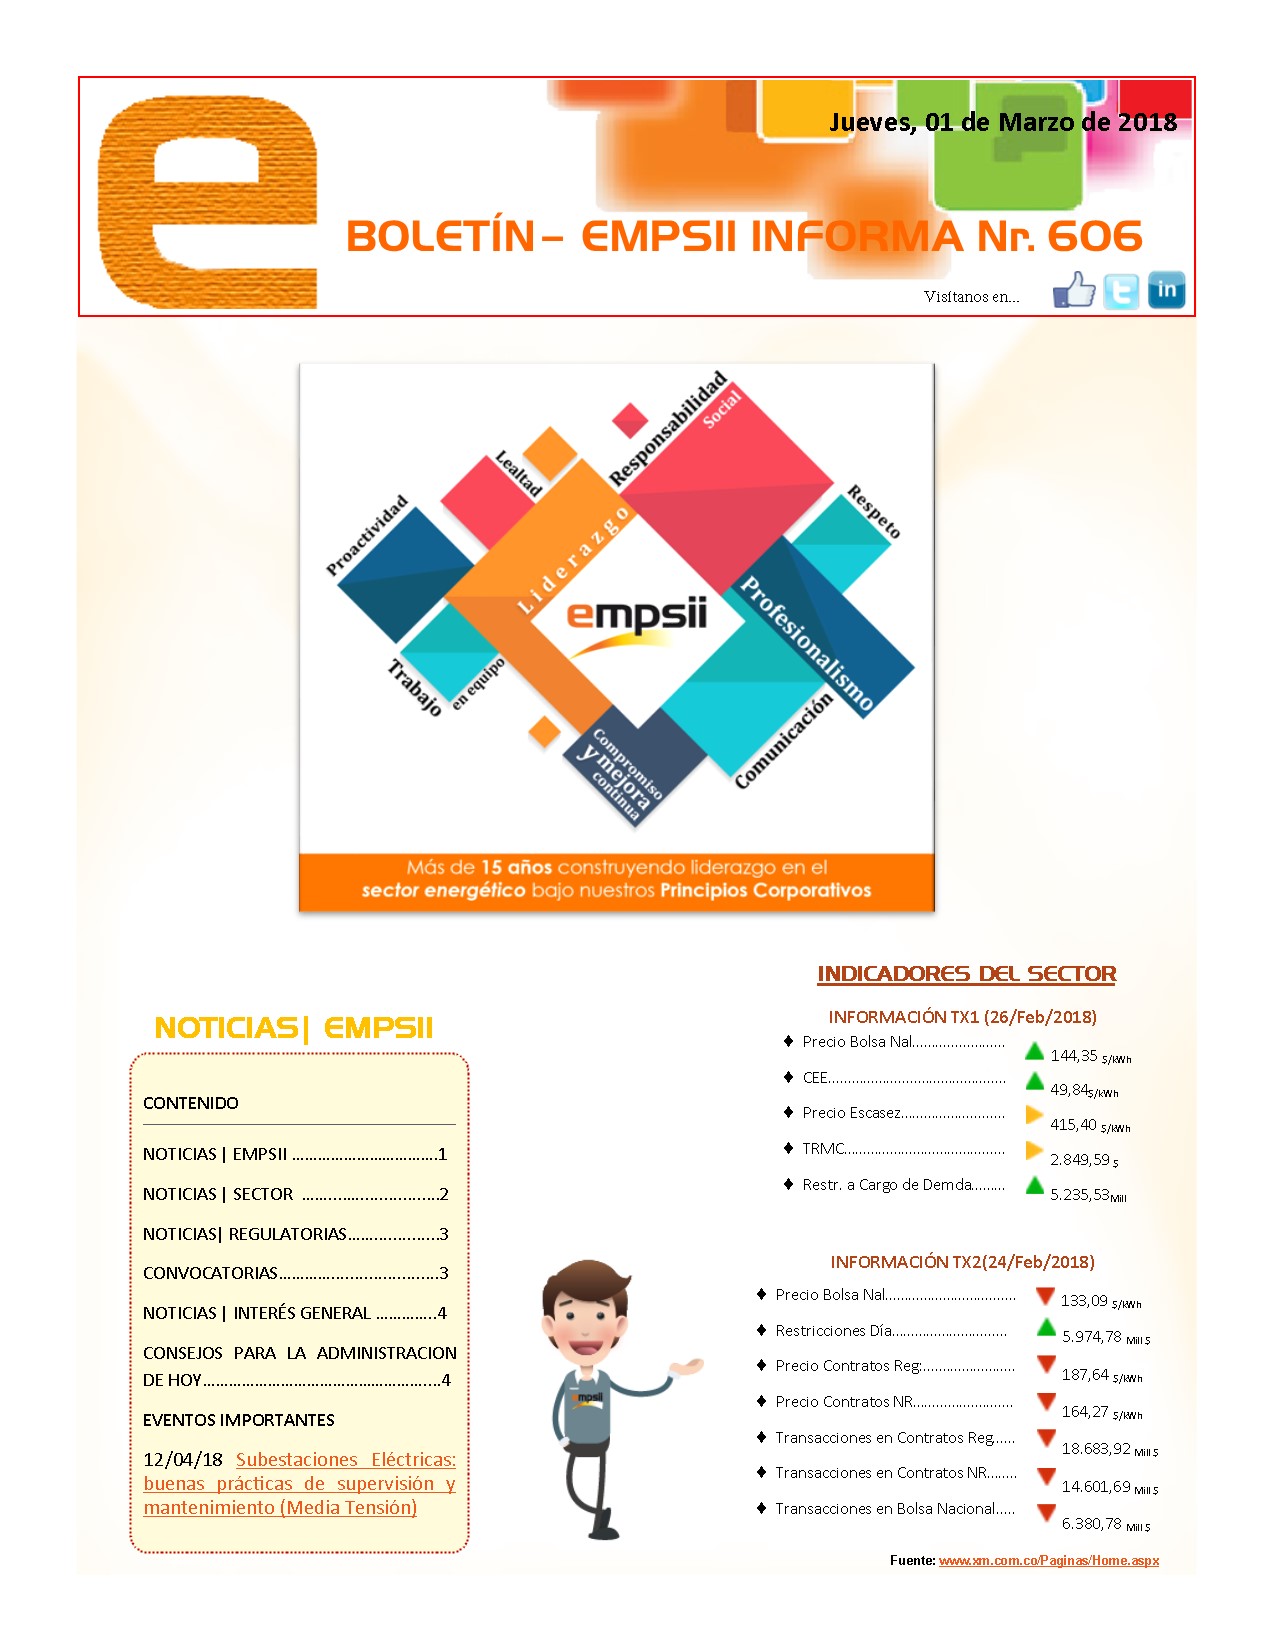 Jueves, 01 de Marzo de 2018
BOLETÍN– EMPSII INFORMA Nr. 606
Visítanos en...
in
Responsabilidad
Social
Lealtad
Proactividad
Liderazgo
Respeto
Profesionalismo
empsii
Trabajo
en equipo
Comunicación
Compromiso
y mejora
continua
Más de 15 años construyendo liderazgo en el
sector energético bajo nuestros Principios Corporativos
NOTICIAS| EMPSII
CONTENIDO
NOTICIAS | EMPSII ..................................1
NOTICIAS | SECTOR ................................2
NOTICIAS| REGULATORIAS.....................3
CONVOCATORIAS.....................................3
NOTICIAS | INTERÉS GENERAL ..............4
CONSEJOS PARA LA ADMINISTRACION
DE HOY.......................................................4
EVENTOS IMPORTANTES
12/04/18 Subestaciones Eléctricas:
buenas prácticas de supervisión y
mantenimiento (Media Tensión)
empsii
INDICADORES DEL SECTOR
INFORMACIÓN TX1 (26/Feb/2018)
♦ Precio Bolsa Nal........................ 144,35 $/kWh
♦ CEE.............................................. 49,84$/kWh
♦ Precio Escasez........................... 415,40 $/kWh
♦ TRMC.......................................... 2.849,59 $
♦ Restr. a Cargo de Demda......... 5.235,53Mill
INFORMACIÓN TX2(24/Feb/2018)
♦ Precio Bolsa Nal.................................. 133,09 $/kWh
♦ Restricciones Día.............................. 5.974,78 Mill $
♦ Precio Contratos Reg:........................ 187,64 $/kWh
♦ Precio Contratos NR.......................... 164,27 $/kWh
♦ Transacciones en Contratos Reg...... 18.683,92 Mill $
♦ Transacciones en Contratos NR........ 14.601,69 Mill $
♦ Transacciones en Bolsa Nacional..... 6.380,78 Mill $
Fuente: www.xm.com.co/Paginas/Home.aspx